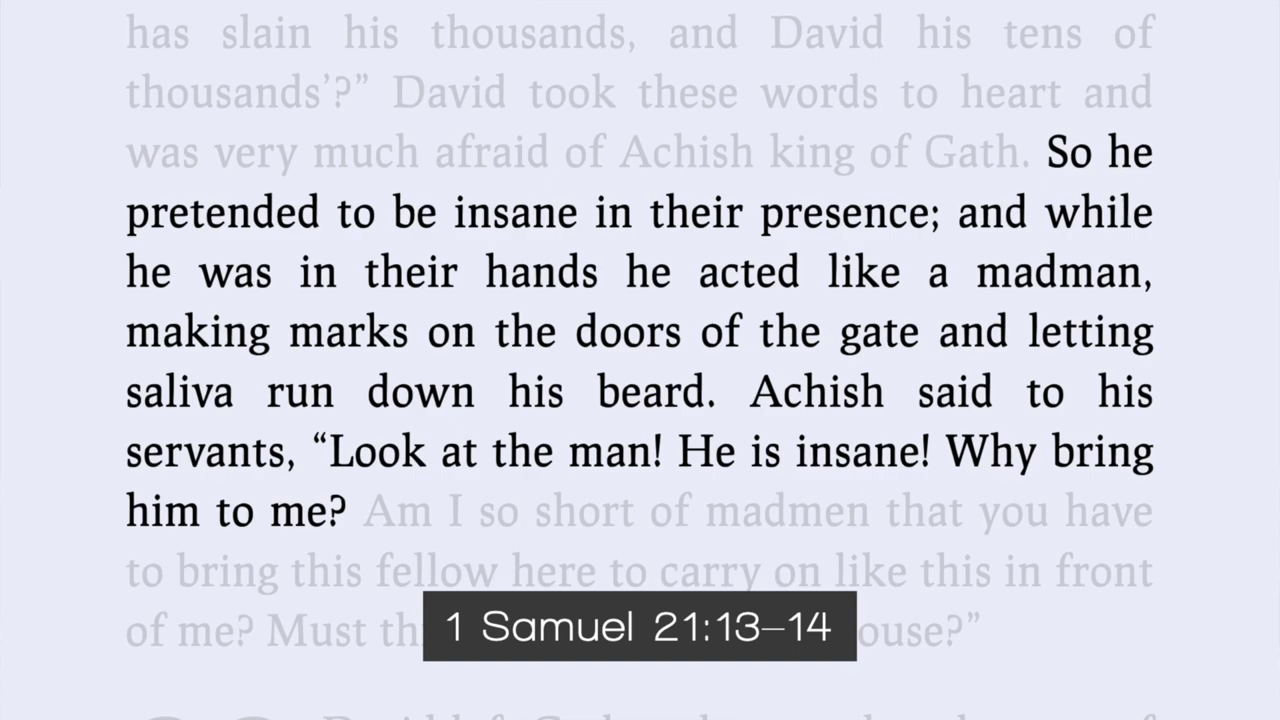 has slain his thousands, and David his tens of
thousands’?” David took these words to heart and
was very much afraid of Achish king of Gath. So he
pretended to be insane in their presence; and while
he was in their hands he acted like a madman,
making marks on the doors of the gate and letting
saliva run down his beard. Achish said to his
servants, “Look at the man! He is insane! Why bring
him to me? Am I so short of madmen that you have
to bring this fellow here to carry on like this in front
of me? Must ouse?”
1 Samuel 21:13–14